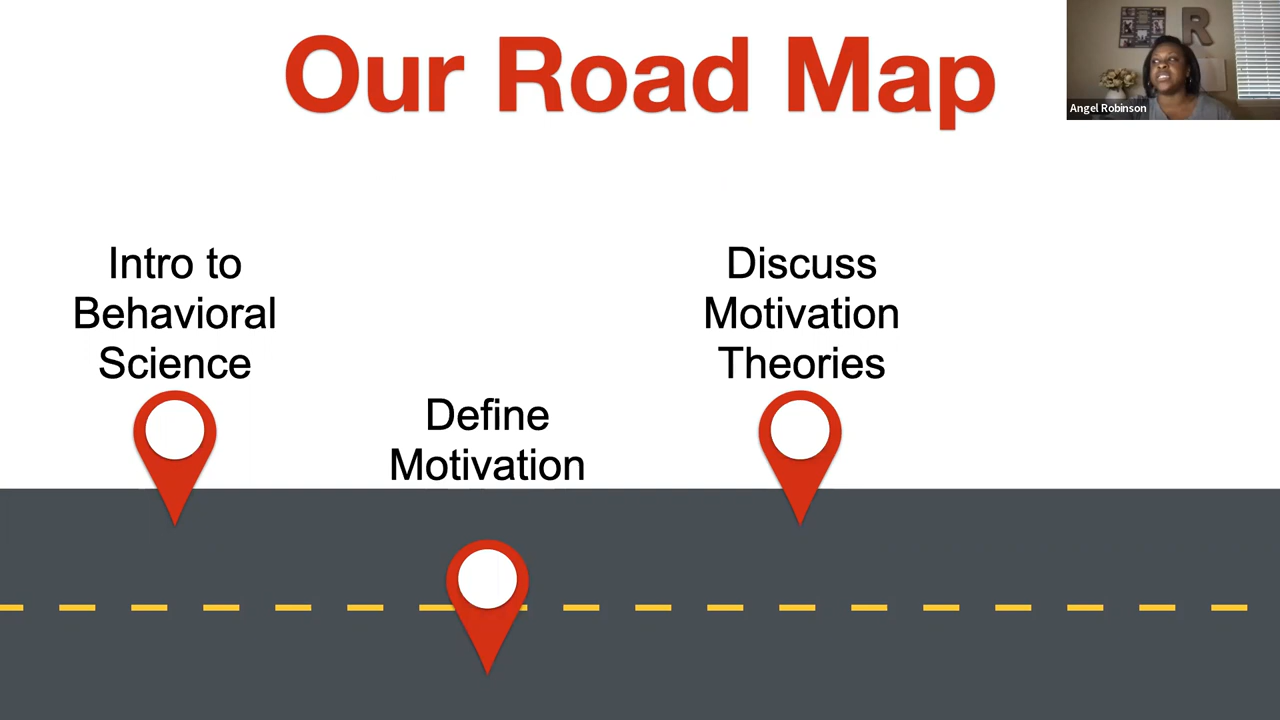 Our Road Map
Angel Robinson
Intro to
Behavioral
Science
Define
Motivation
Discuss
Motivation
Theories
R